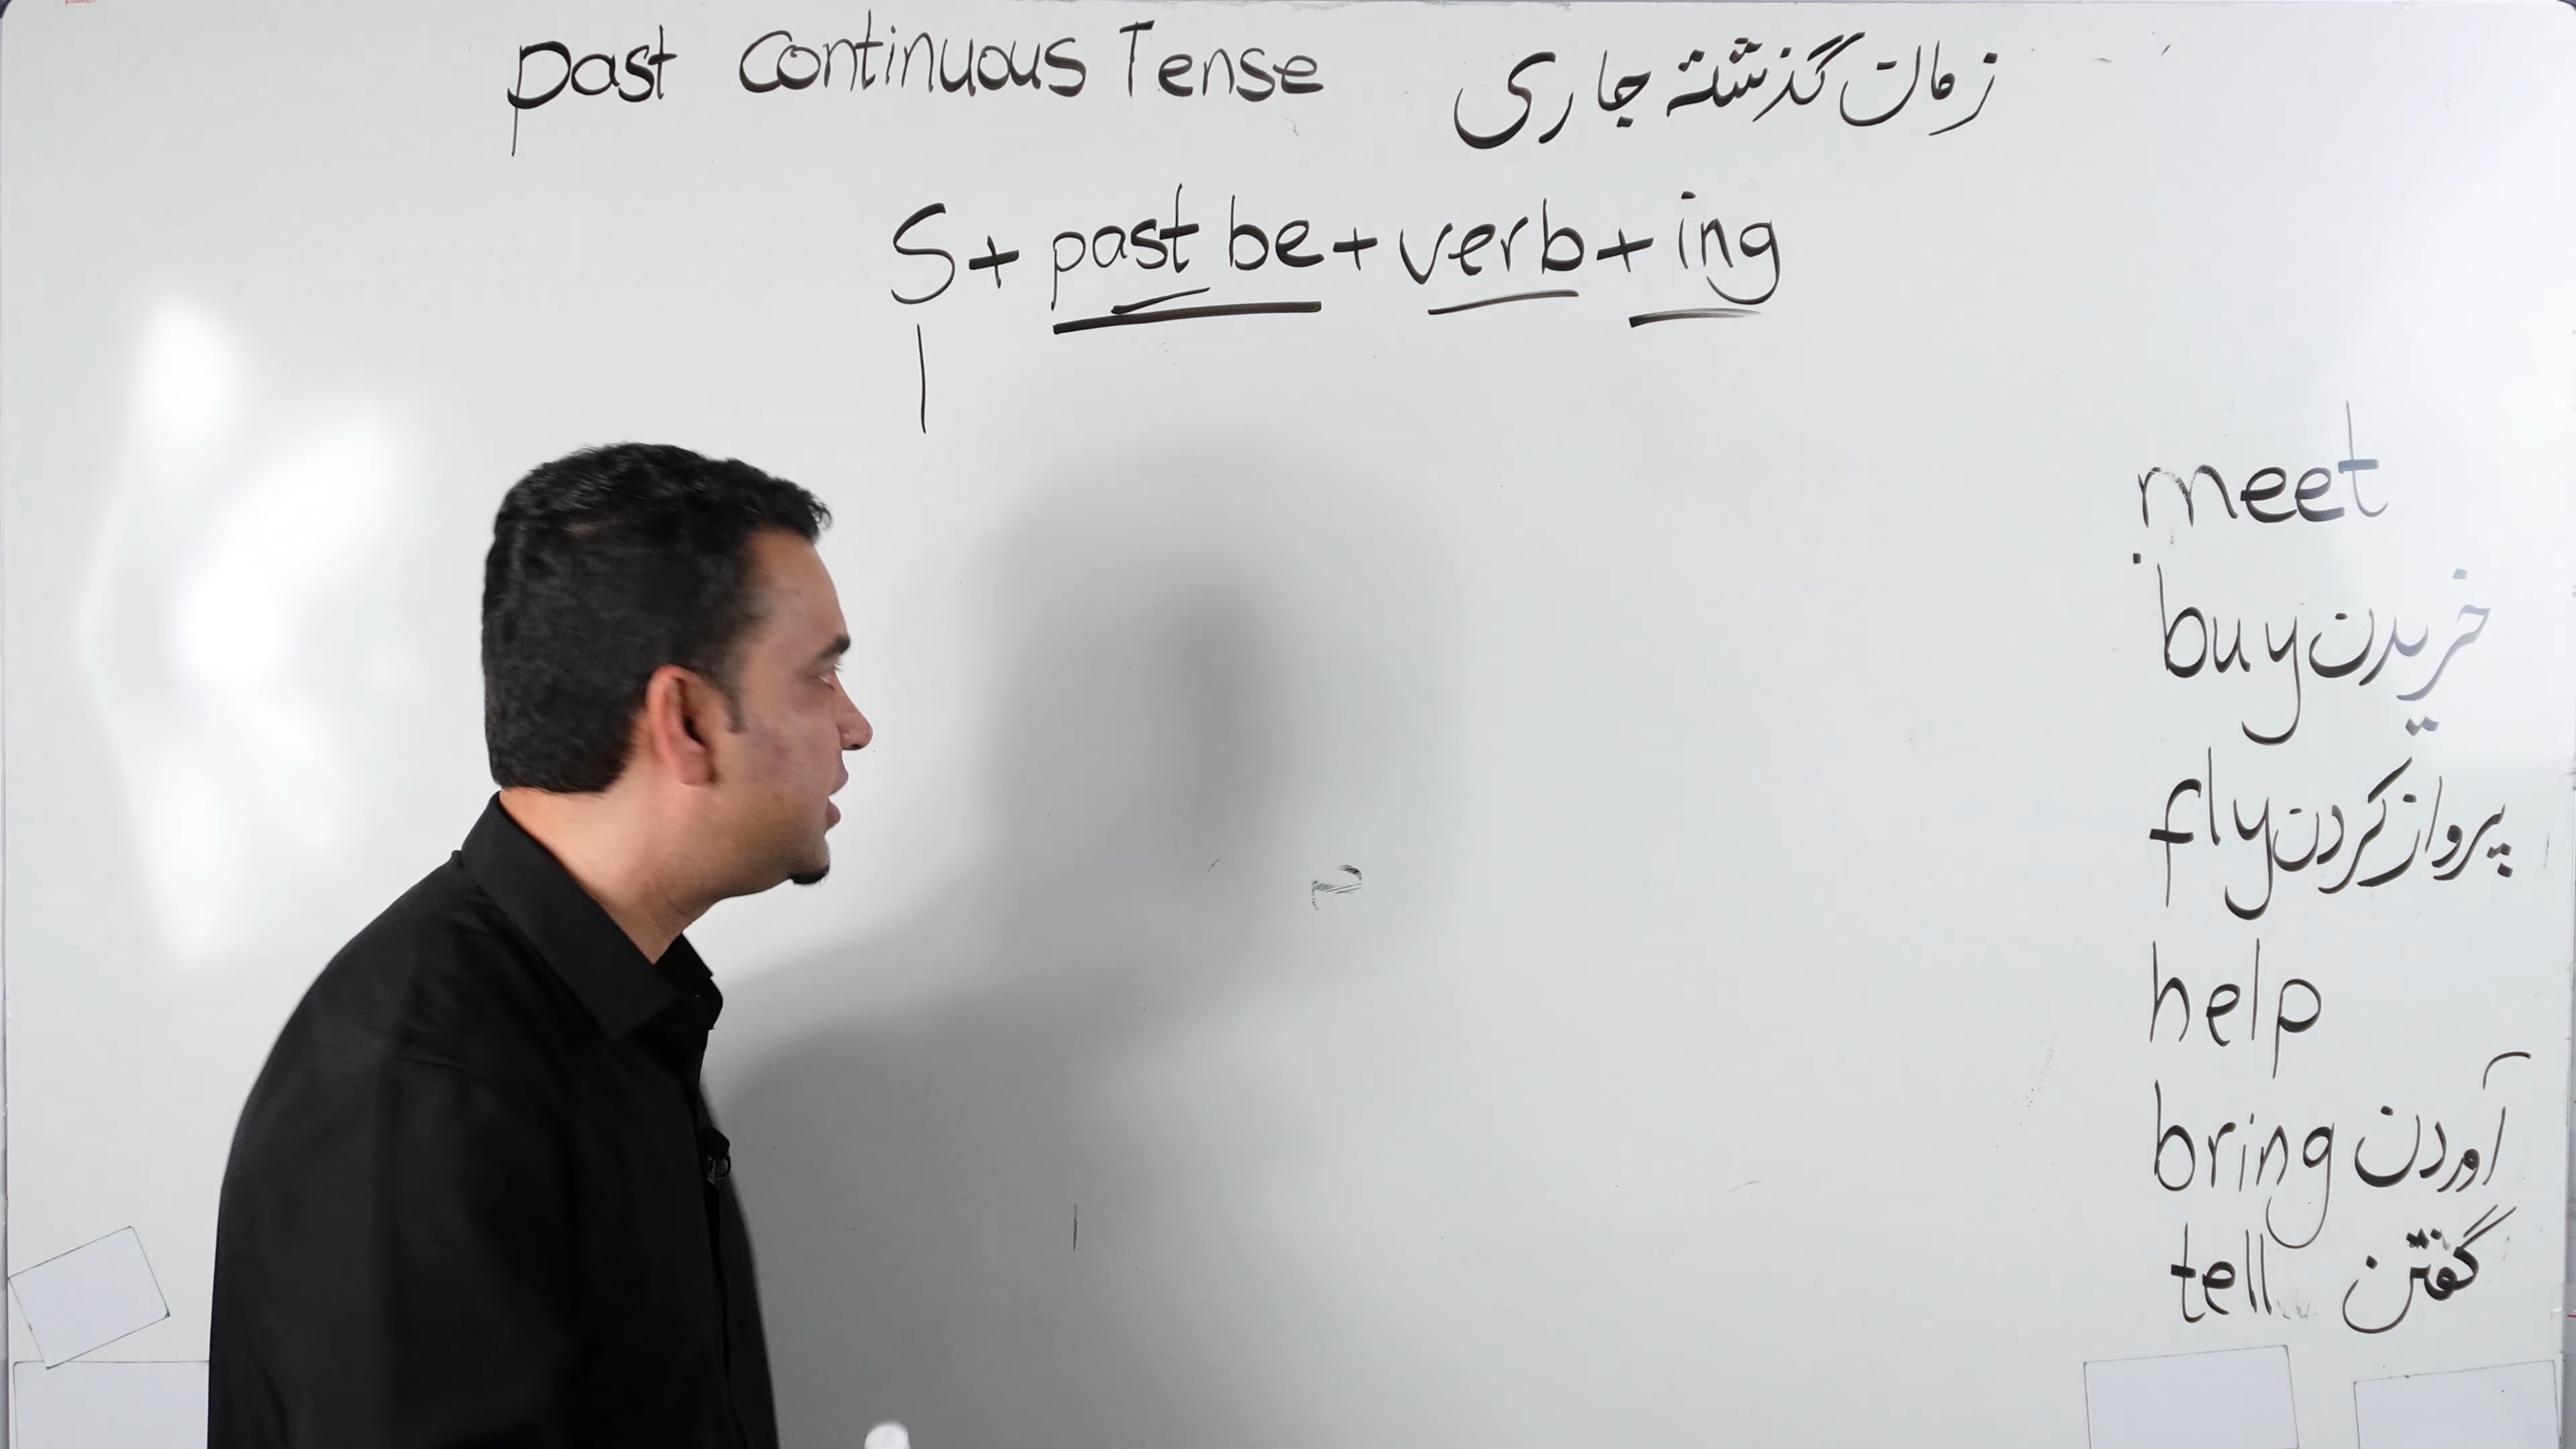 past Continuous Tense زمان گذشته جاری
S + past be + verb + ing
I
meet
buy خریدن
fly پرواز کردن
help
bring آوردن
tell گفتن